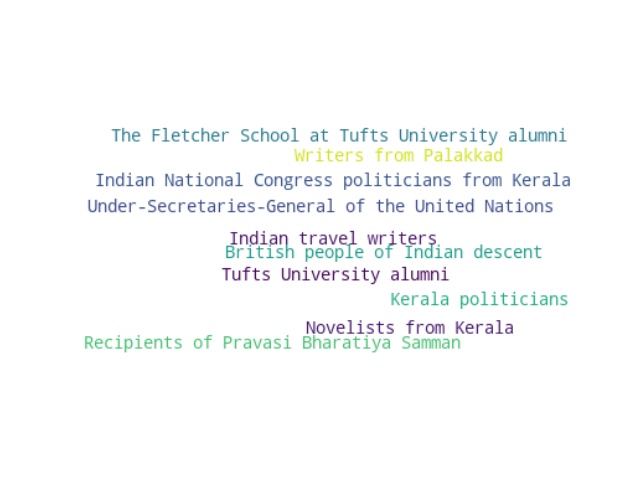 The Fletcher School at Tufts University alumni
Writers from Palakkad
Indian National Congress politicians from Kerala
Under-Secretaries-General of the United Nations
Indian travel writers
British people of Indian descent
Tufts University alumni
Kerala politicians
Novelists from Kerala
Recipients of Pravasi Bharatiya Samman